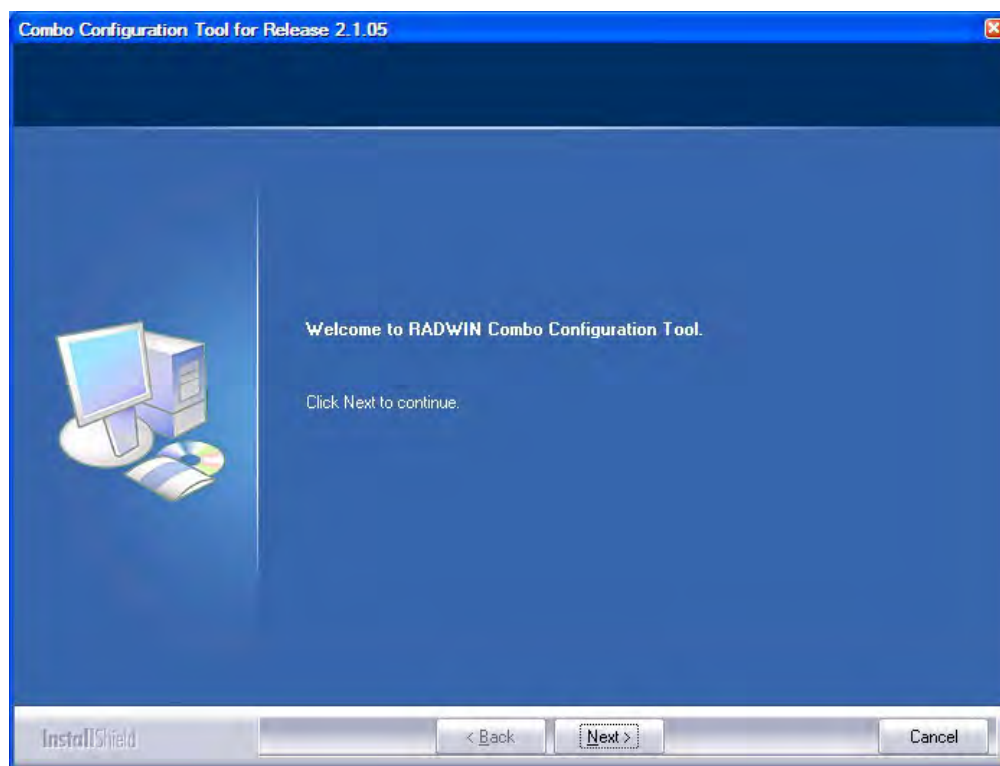 Combo Configuration Tool for Release 2.1.05
Welcome to RADWIN Combo Configuration Tool.
Click Next to continue.
InstallShield
< Back
Next >
Cancel